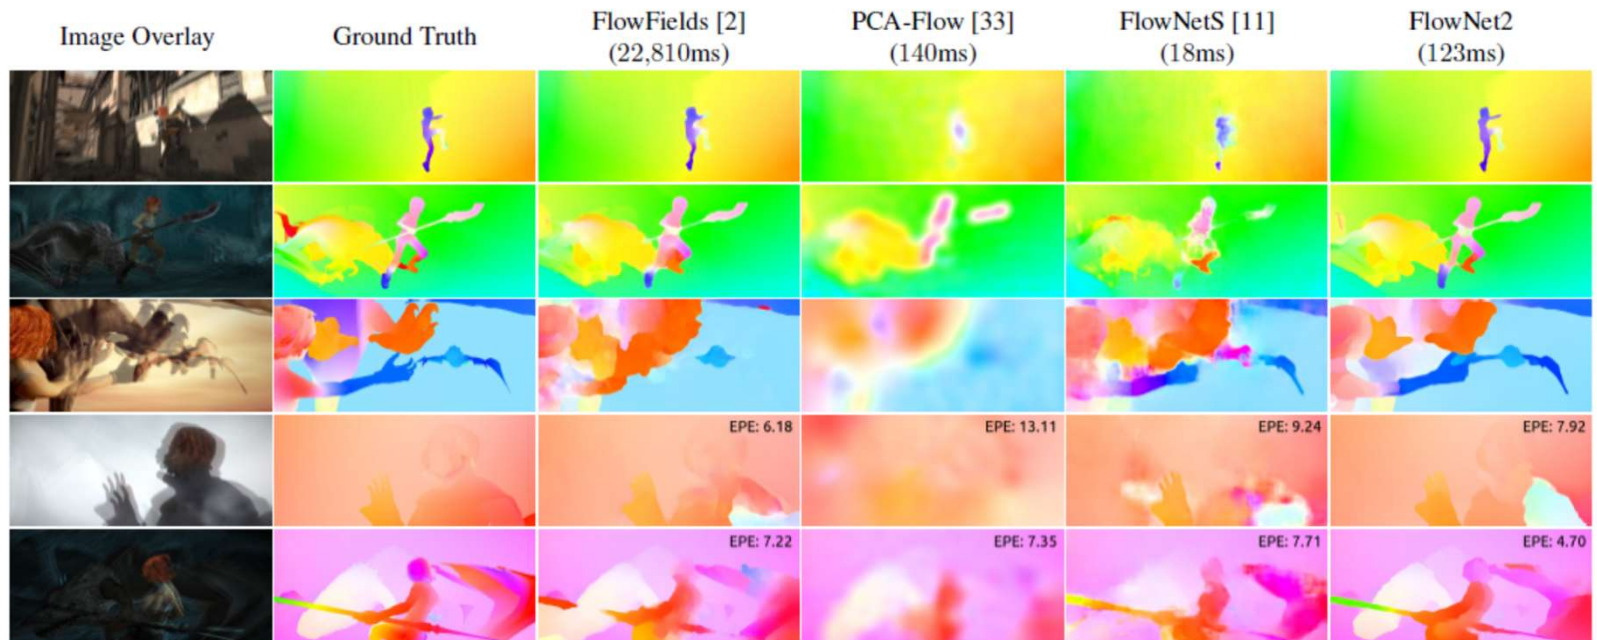 Image Overlay
Ground Truth
FlowFields [2]
(22,810ms)
PCA-Flow [33]
(140ms)
FlowNetS [11]
(18ms)
FlowNet2
(123ms)
EPE: 6.18
EPE: 13.11
EPE: 9.24
EPE: 7.92
EPE: 7.22
EPE: 7.35
EPE: 7.71
EPE: 4.70